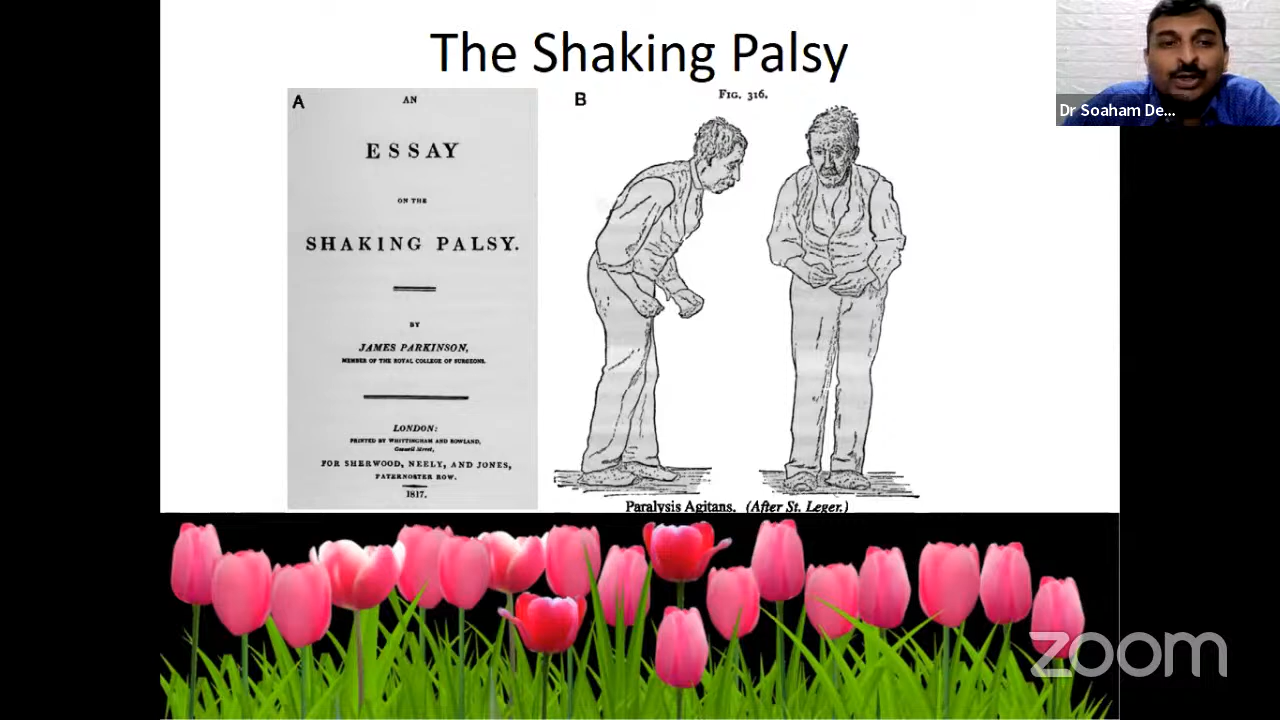 The Shaking Palsy
A
AN
ESSAY
ON THE
SHAKING PALSY.
BY
JAMES PARKINSON,
MEMBER OF THE ROYAL COLLEGE OF SURGEONS.
LONDON:
PRINTED BY WHITTINGHAM AND ROWLAND,
Goswell Street,
FOR SHERWOOD, NEELY, AND JONES,
PATERNOSTER ROW.
1817.
B
FIG. 316.
Paralysis Agitans. (After St. Leger.)
Dr Soaham De...
zoom